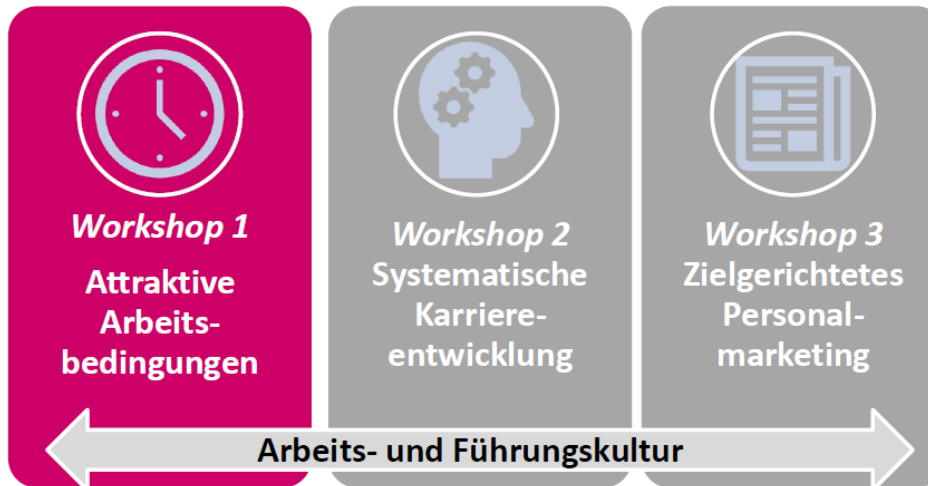 Workshop 1
Attraktive
Arbeits-
bedingungen
Workshop 2
Systematische
Karriere-
entwicklung
Workshop 3
Zielgerichtetes
Personal-
marketing
Arbeits- und Führungskultur